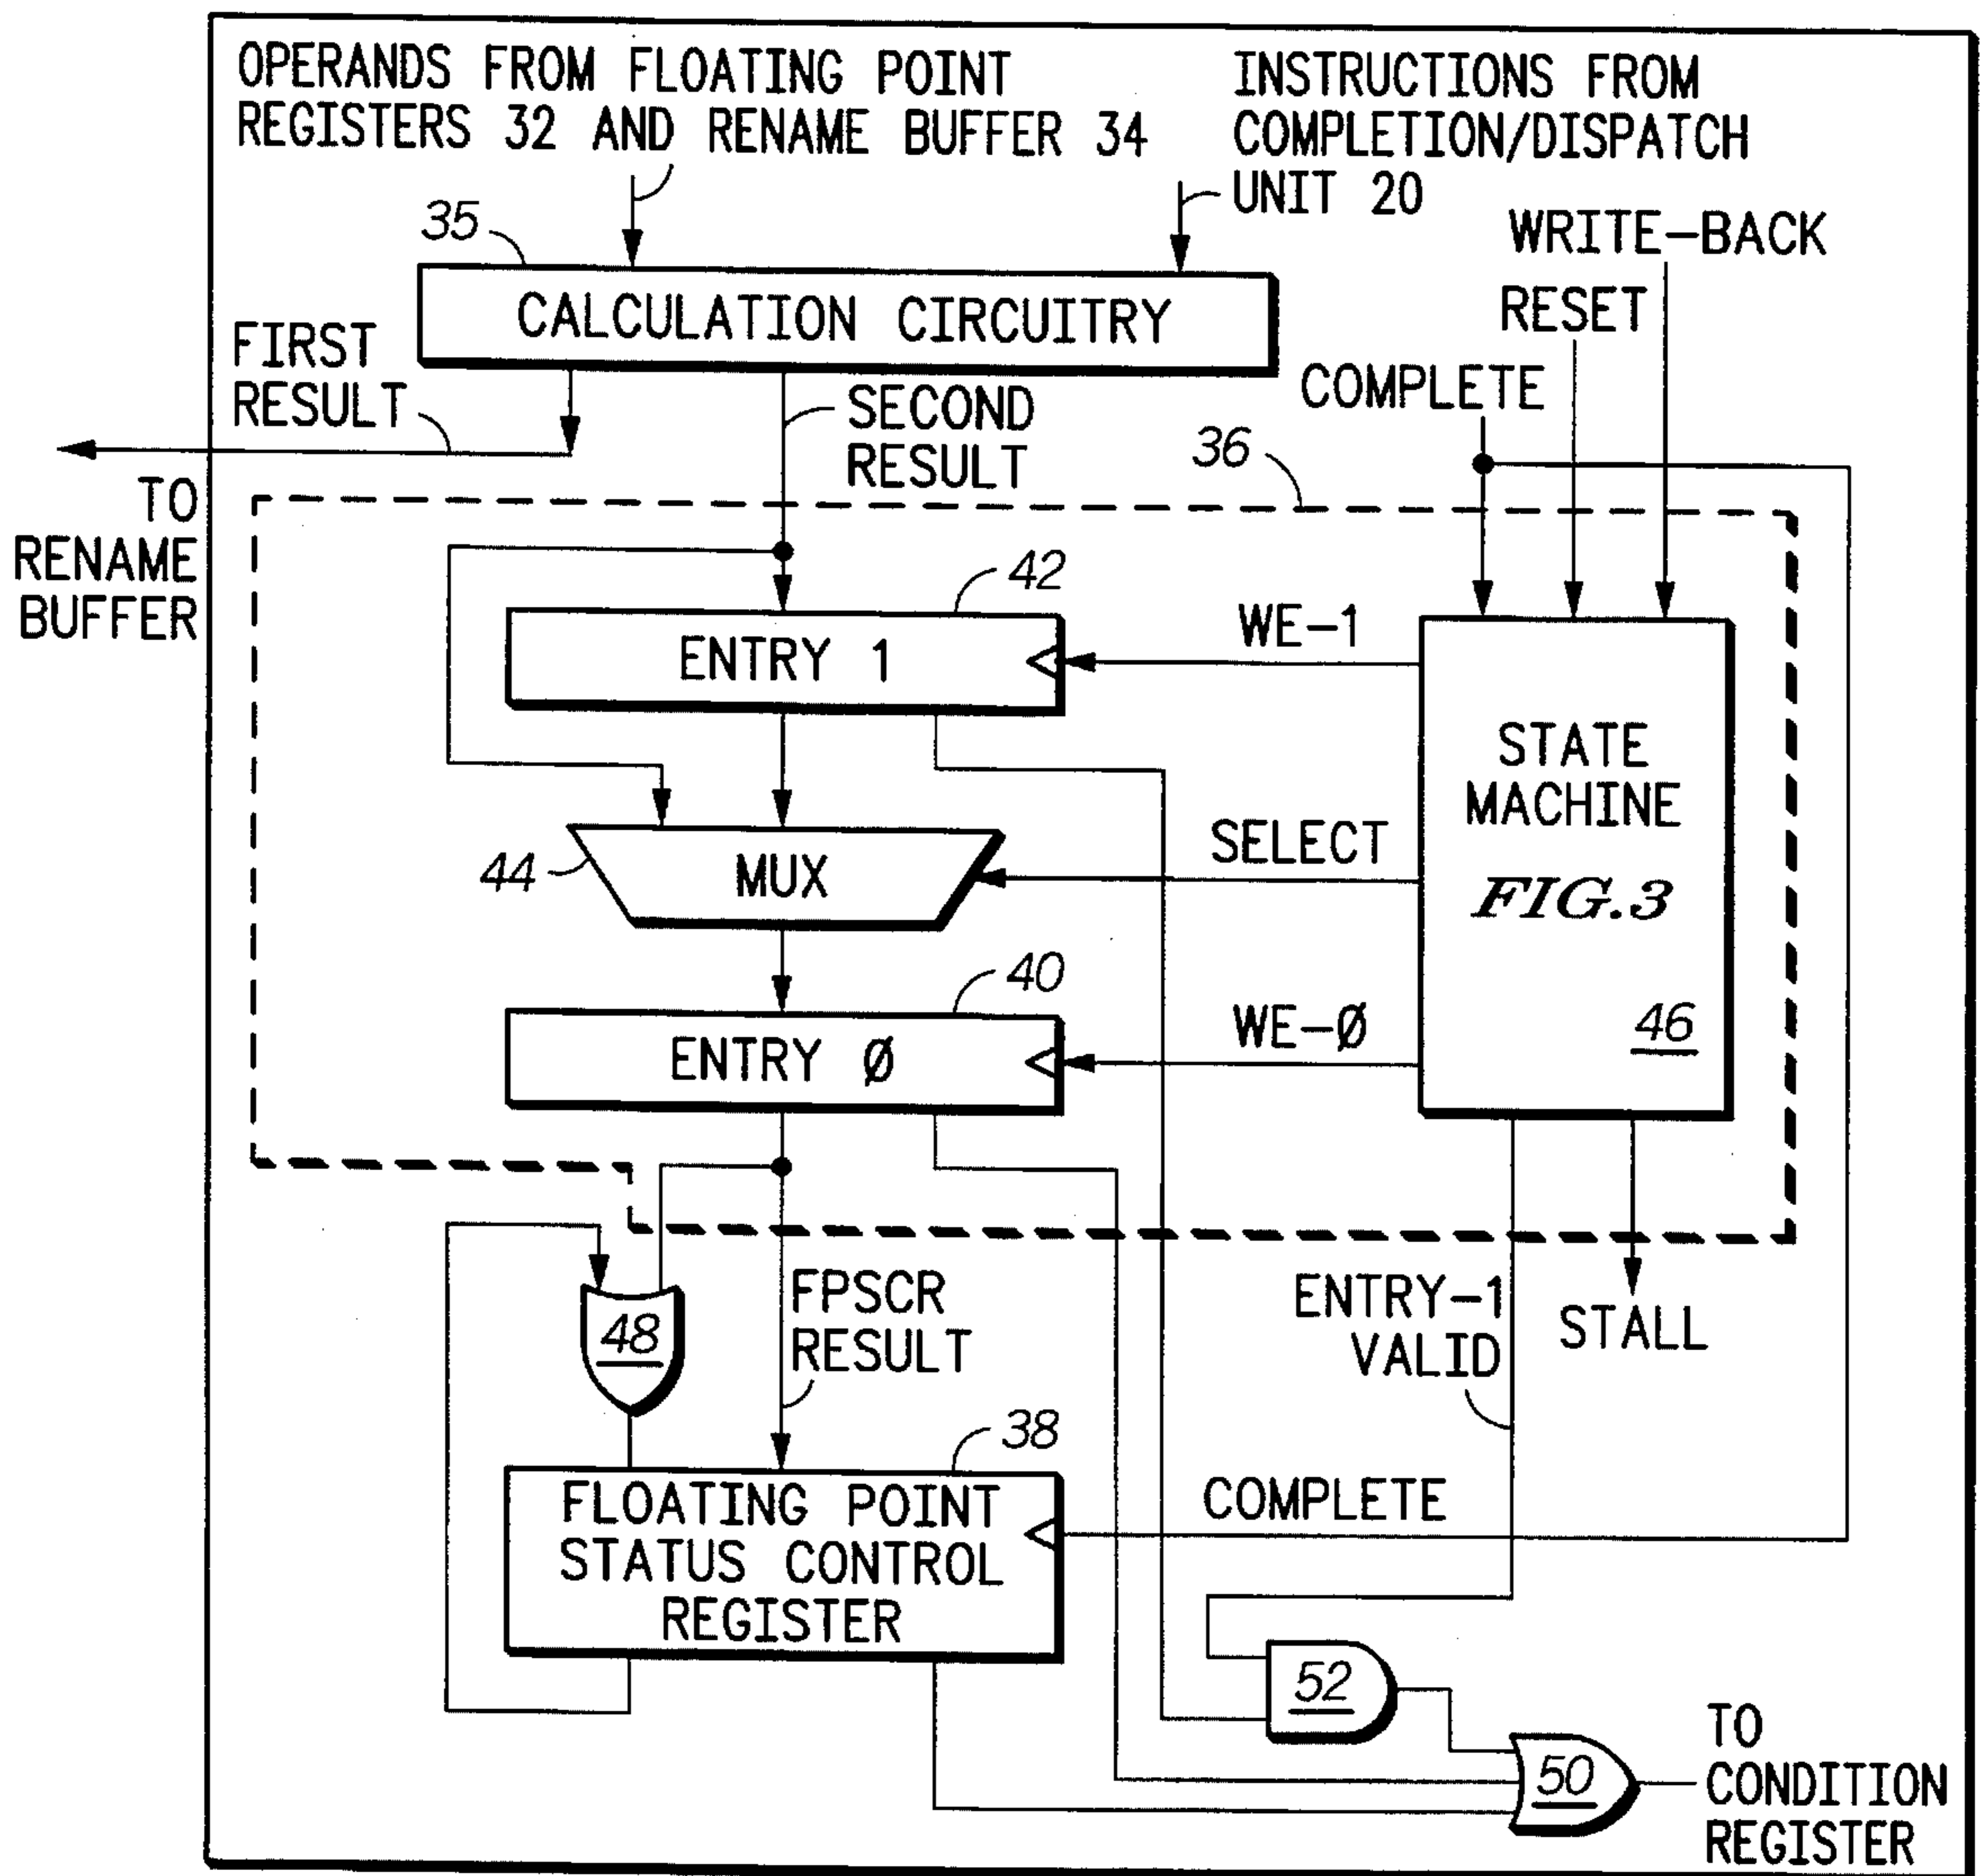 OPERANDS FROM FLOATING POINT
REGISTERS 32 AND RENAME BUFFER 34
INSTRUCTIONS FROM
COMPLETION/DISPATCH
UNIT 20
WRITE-BACK
RESET
COMPLETE
35
CALCULATION CIRCUITRY
FIRST
RESULT
SECOND
RESULT
TO
RENAME
BUFFER
36
42
ENTRY 1
WE-1
STATE
MACHINE
FIG.3
46
44
MUX
SELECT
40
ENTRY Ø
WE-Ø
48
FPSCR
RESULT
ENTRY-1
VALID
STALL
38
FLOATING POINT
STATUS CONTROL
REGISTER
COMPLETE
52
50
TO
CONDITION
REGISTER